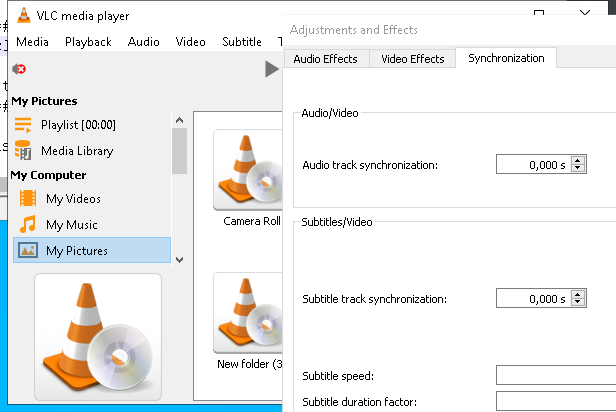 VLC media player
Media Playback Audio Video Subtitle
My Pictures
Playlist [00:00]
Media Library
My Computer
My Videos
My Music
My Pictures
Camera Roll
New folder (3
Adjustments and Effects
Audio Effects Video Effects Synchronization
Audio/Video
Audio track synchronization: 0,000 s
Subtitles/Video
Subtitle track synchronization: 0,000 s
Subtitle speed:
Subtitle duration factor: